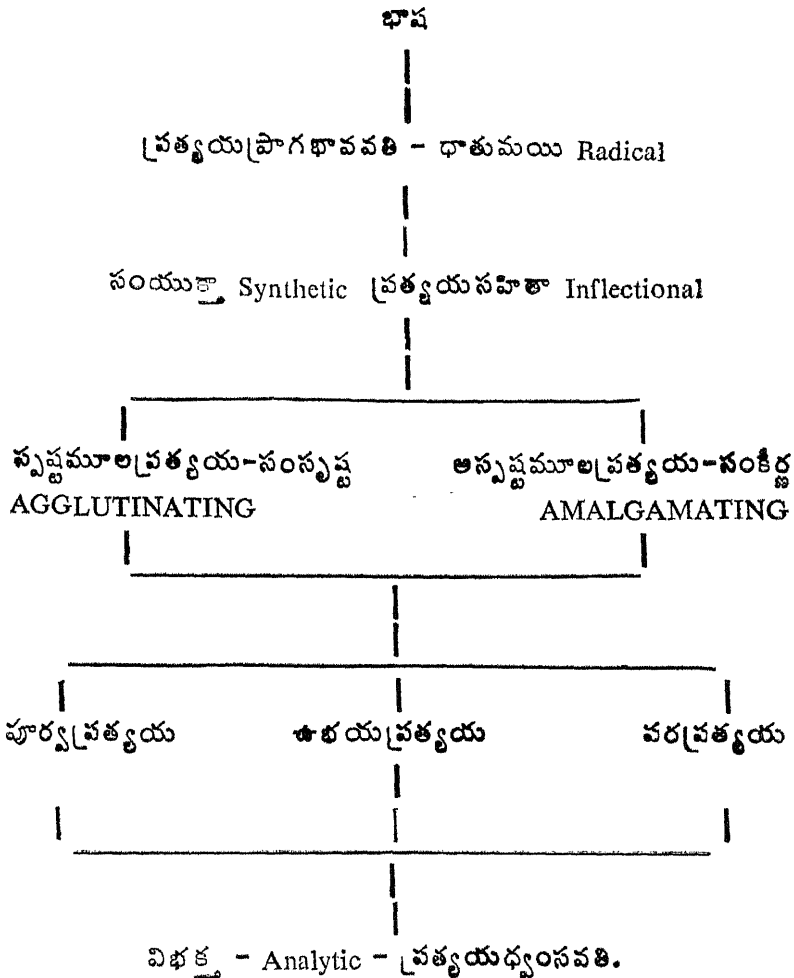 భాష
ప్రత్యయప్రాగభావవతి - ధాతుమయి Radical
సంయుక్తా Synthetic ప్రత్యయసహితా Inflectional
స్పష్టమూలప్రత్యయ-సంసృష్ట అస్పష్టమూలప్రత్యయ-సంకీర్ణ
AGGLUTINATING AMALGAMATING
పూర్వప్రత్యయ ఉభయప్రత్యయ పరప్రత్యయ
విభక్త - Analytic - ప్రత్యయధ్వంసవతి.